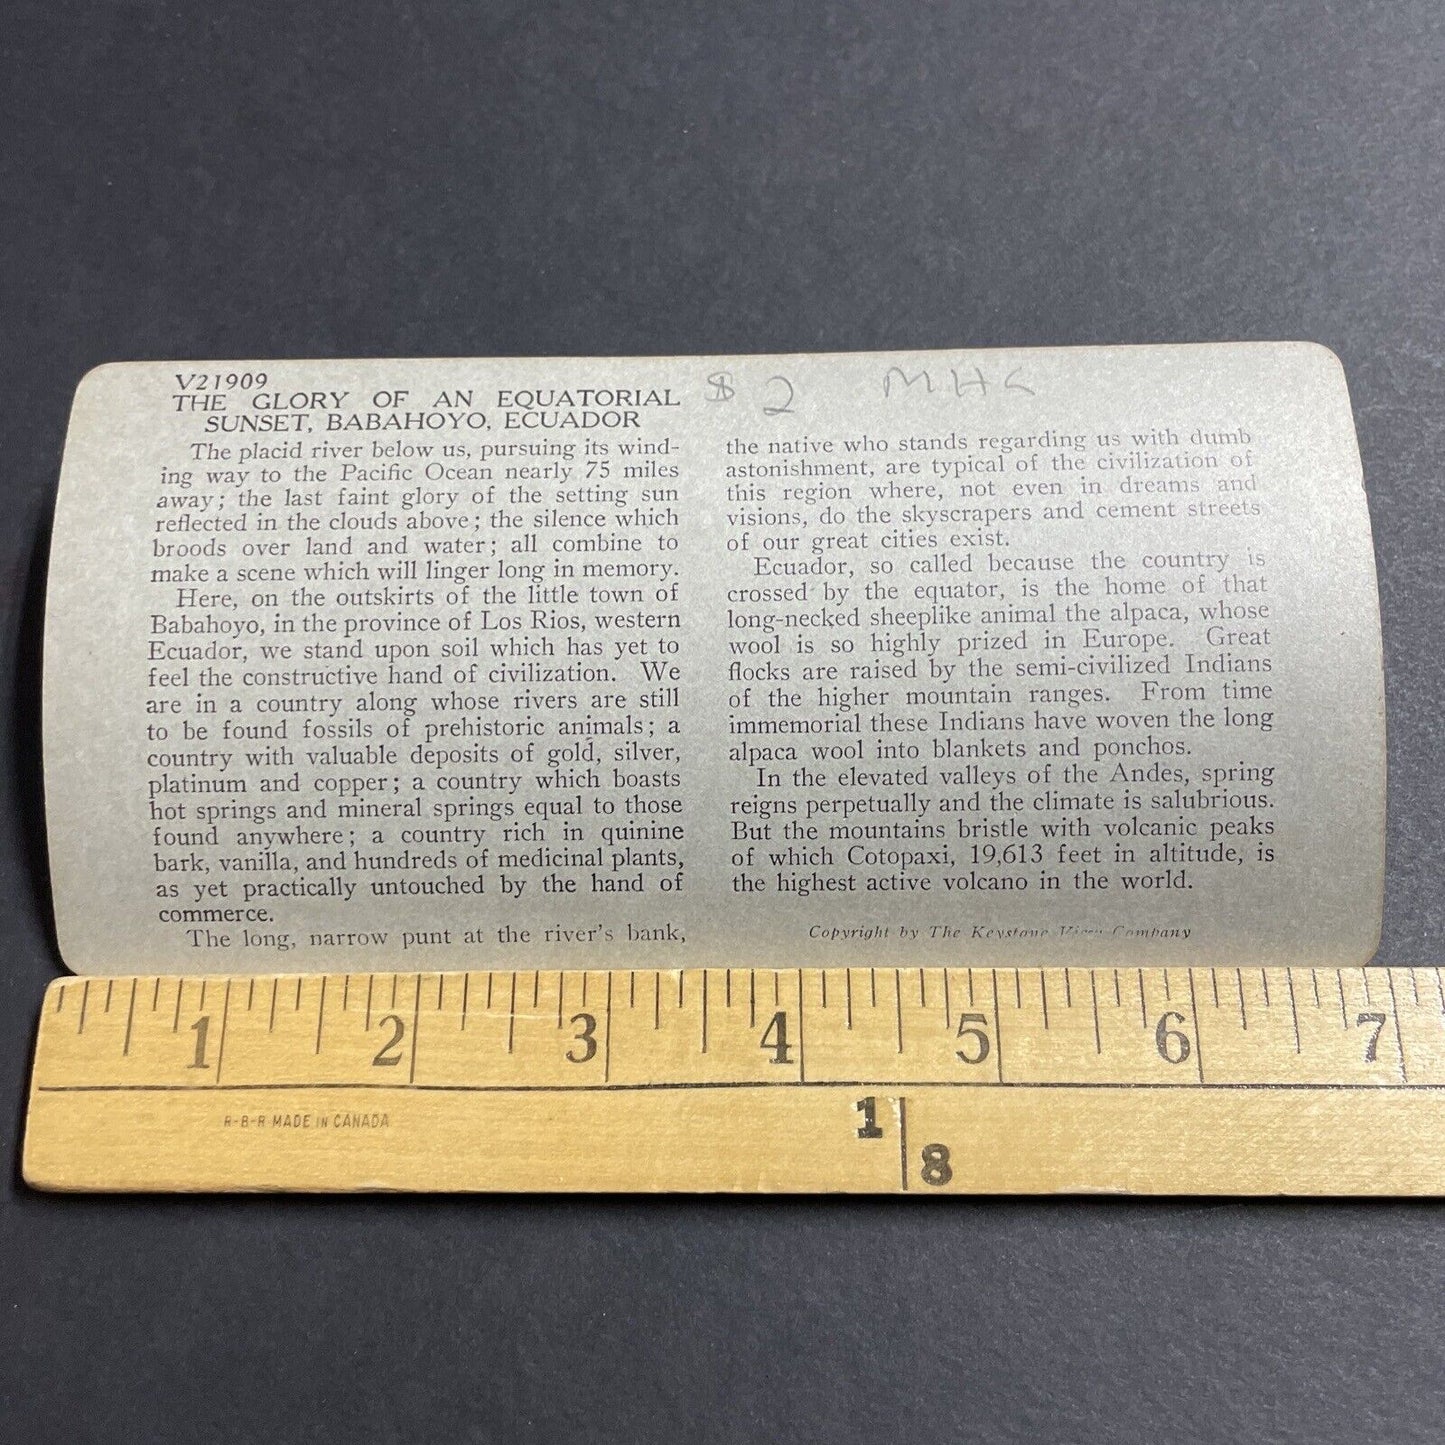 V21909
THE GLORY OF AN EQUATORIAL
SUNSET, BABAHOYO, ECUADOR
The placid river below us, pursuing its wind-
ing way to the Pacific Ocean nearly 75 miles
away; the last faint glory of the setting sun
reflected in the clouds above; the silence which
broods over land and water; all combine to
make a scene which will linger long in memory.
Here, on the outskirts of the little town of
Babahoyo, in the province of Los Rios, western
Ecuador, we stand upon soil which has yet to
feel the constructive hand of civilization. We
are in a country along whose rivers are still
to be found fossils of prehistoric animals; a
country with valuable deposits of gold, silver,
platinum and copper; a country which boasts
hot springs and mineral springs equal to those
found anywhere; a country rich in quinine
bark, vanilla, and hundreds of medicinal plants,
as yet practically untouched by the hand of
commerce.
The long, narrow punt at the river's bank,
$2 MHC
the native who stands regarding us with dumb
astonishment, are typical of the civilization of
this region where, not even in dreams and
visions, do the skyscrapers and cement streets
of our great cities exist.
Ecuador, so called because the country is
crossed by the equator, is the home of that
long-necked sheeplike animal the alpaca, whose
wool is so highly prized in Europe. Great
flocks are raised by the semi-civilized Indians
of the higher mountain ranges. From time
immemorial these Indians have woven the long
alpaca wool into blankets and ponchos.
In the elevated valleys of the Andes, spring
reigns perpetually and the climate is salubrious.
But the mountains bristle with volcanic peaks
of which Cotopaxi, 19,613 feet in altitude, is
the highest active volcano in the world.
Copyright by The Keystone View Company
1 2 3 4 5 6 7
R-B-R MADE IN CANADA
1
8